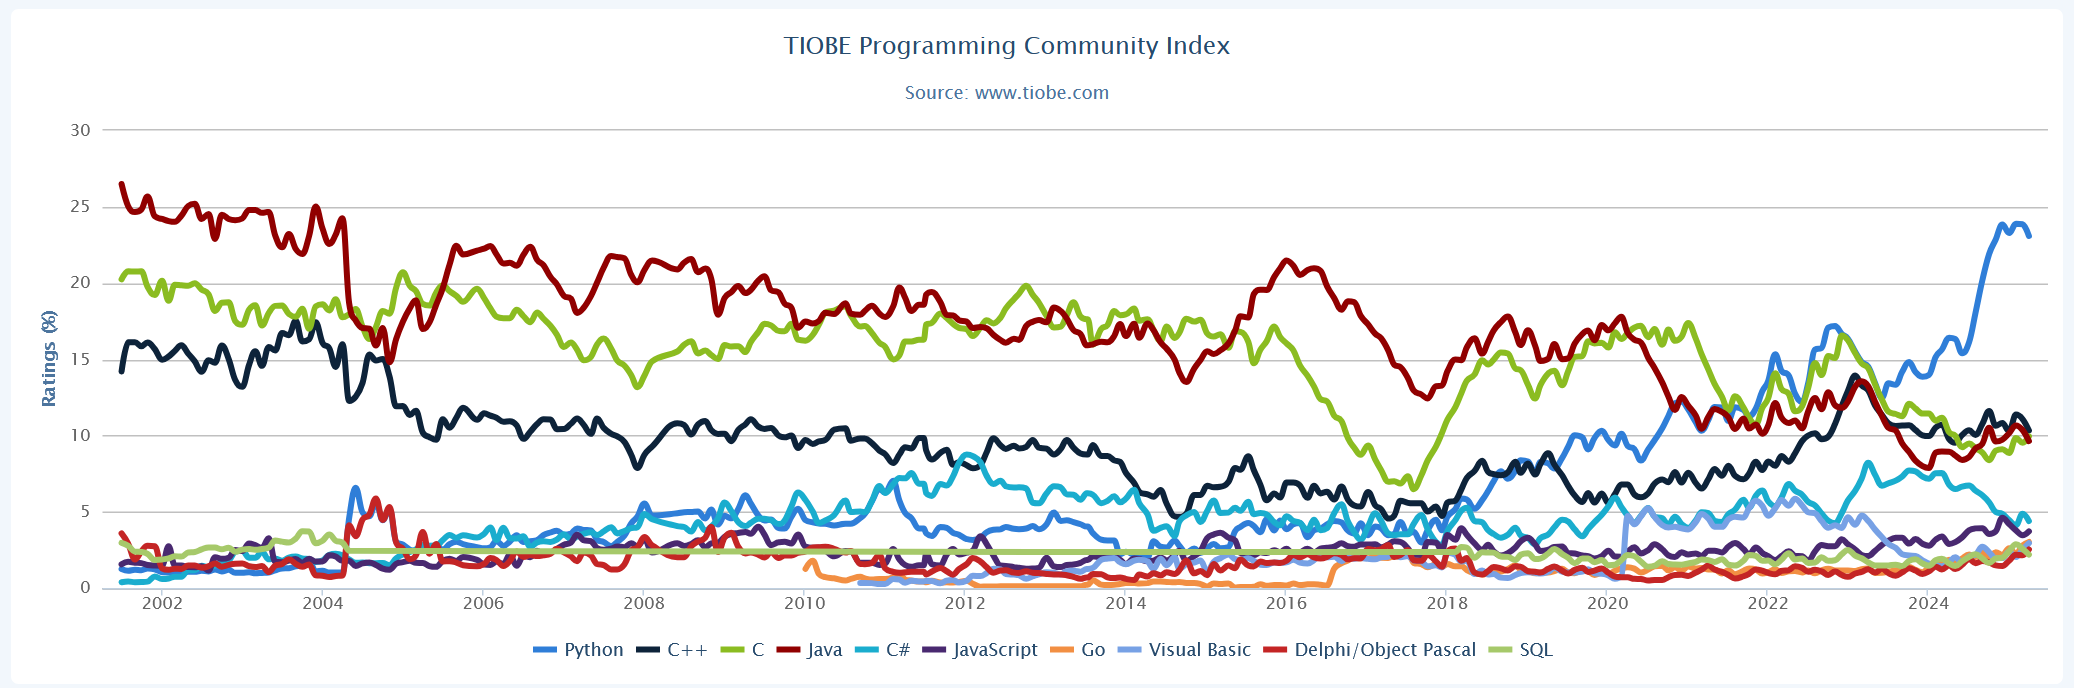 TIOBE Programming Community Index
Source: www.tiobe.com
Ratings (%)
30
25
20
15
10
5
0
2002 2004 2006 2008 2010 2012 2014 2016 2018 2020 2022 2024
Python C++ C Java C# JavaScript Go Visual Basic Delphi/Object Pascal SQL